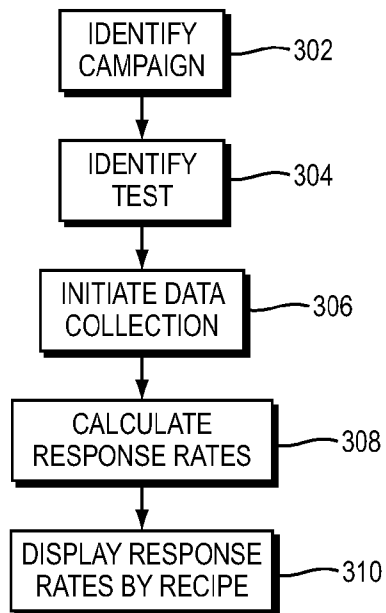 IDENTIFY
CAMPAIGN
302
IDENTIFY
TEST
304
INITIATE DATA
COLLECTION
306
CALCULATE
RESPONSE RATES
308
DISPLAY RESPONSE
RATES BY RECIPE
310